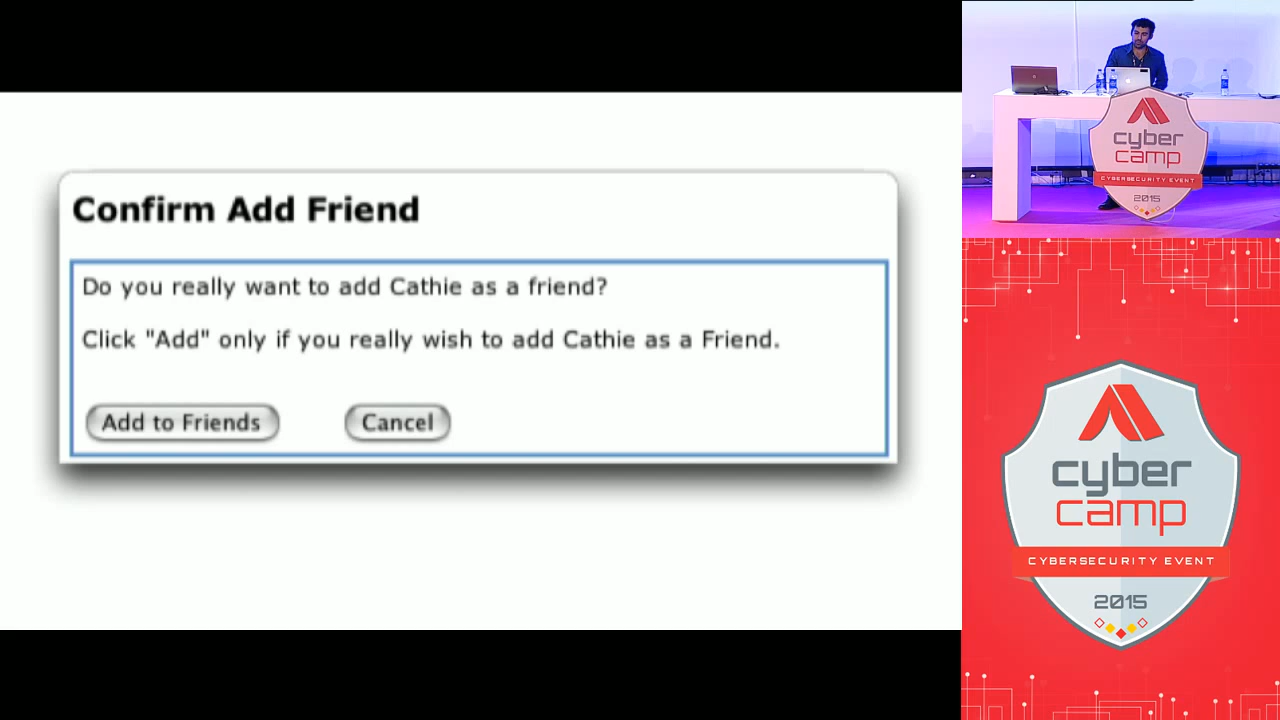 Confirm Add Friend
Do you really want to add Cathie as a friend?
Click "Add" only if you really wish to add Cathie as a Friend.
Add to Friends
Cancel
cyber
camp
CYBERSECURITY EVENT
2015
cyber
camp
CYBERSECURITY EVENT
2015